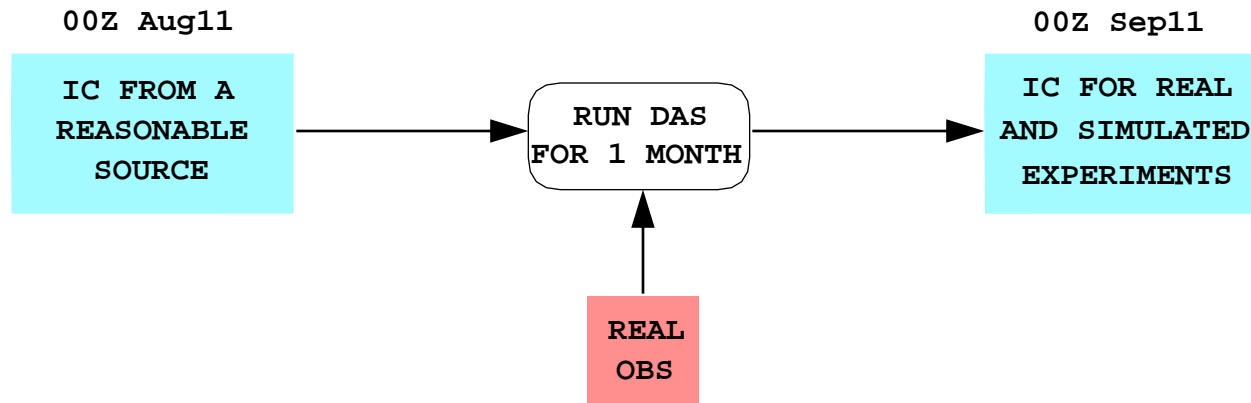 00Z Aug11
IC FROM A
REASONABLE
SOURCE
RUN DAS
FOR 1 MONTH
REAL
OBS
00Z Sep11
IC FOR REAL
AND SIMULATED
EXPERIMENTS